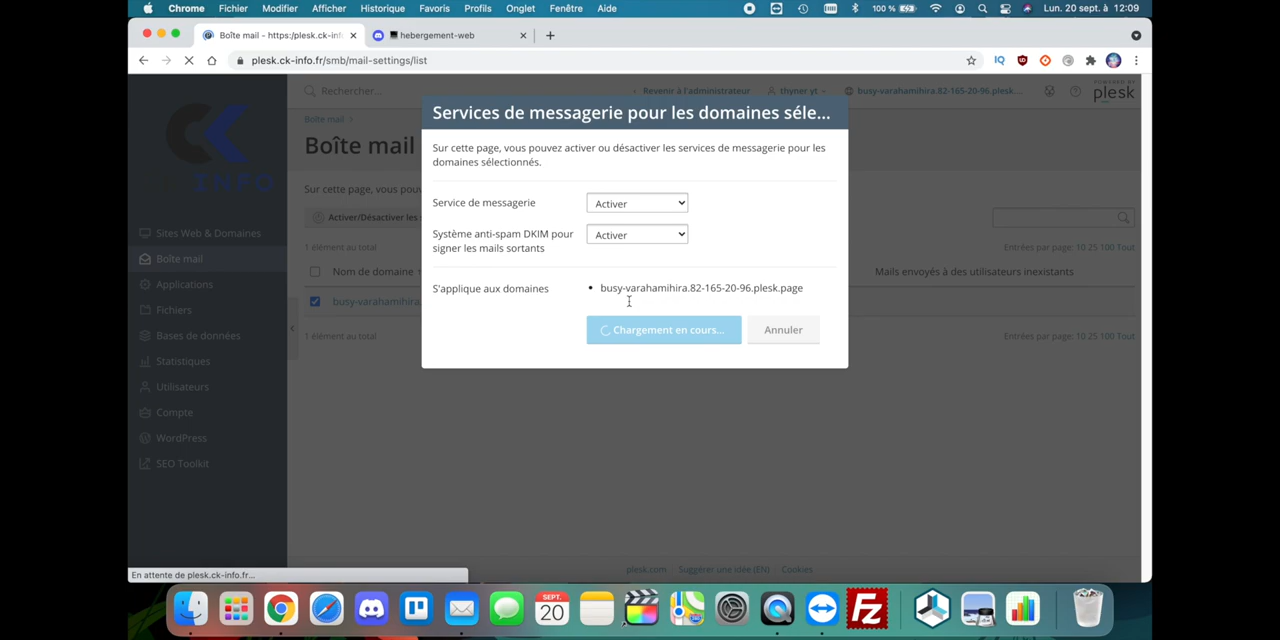 Chrome Fichier Modifier Afficher Historique Favoris Profils Onglet Fenêtre Aide 100 % Lun. 20 sept. à 12:09
Boîte mail - https:/plesk.ck-inf hebergement-web
plesk.ck-info.fr/smb/mail-settings/list
Rechercher... Revenir à l'administrateur thyner yt busy-varahamihira.82-165-20-96.plesk....
POWERED BY
plesk
CK
INFO
Boîte mail
Boîte mail
Sur cette page, vous pouv
Activer/Désactiver les s
1 élément au total Entrées par page: 10 25 100 Tout
Nom de domaine Mails envoyés à des utilisateurs inexistants
busy-varahamihira.
1 élément au total Entrées par page: 10 25 100 Tout
Sites Web & Domaines
Boîte mail
Applications
Fichiers
Bases de données
Statistiques
Utilisateurs
Compte
WordPress
SEO Toolkit
Services de messagerie pour les domaines séle...
Sur cette page, vous pouvez activer ou désactiver les services de messagerie pour les
domaines sélectionnés.
Service de messagerie Activer
Système anti-spam DKIM pour
signer les mails sortants Activer
S'applique aux domaines • busy-varahamihira.82-165-20-96.plesk.page
Chargement en cours... Annuler
plesk.com Suggérer une idée (EN) Cookies
En attente de plesk.ck-info.fr...
SEPT.
20
Fz